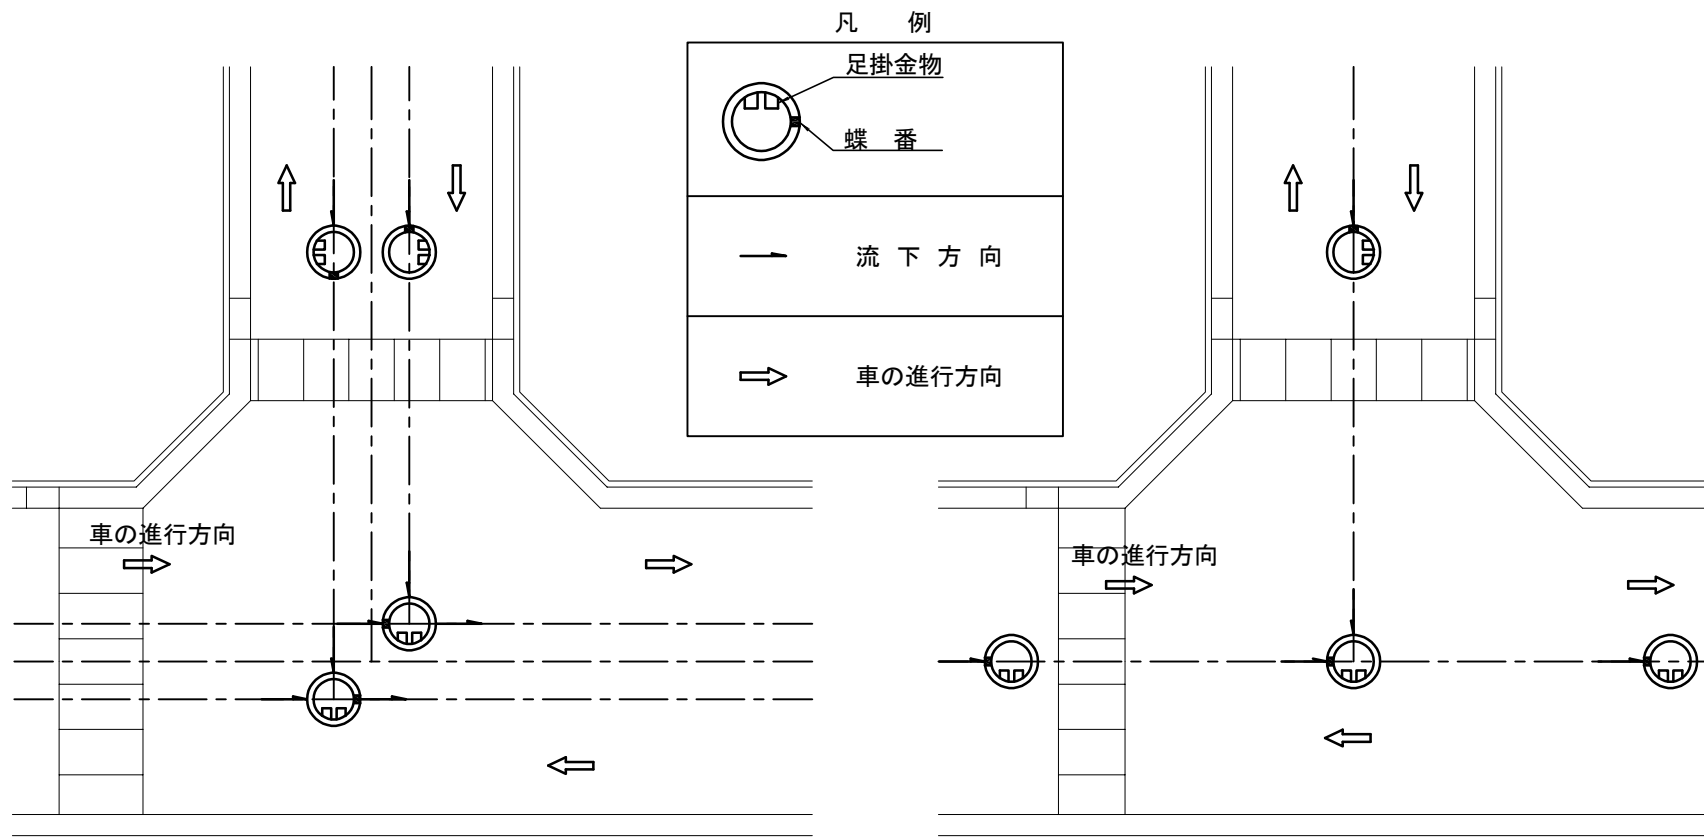 凡　例
足掛金物
蝶　番
流 下 方 向
車の進行方向
車の進行方向
車の進行方向